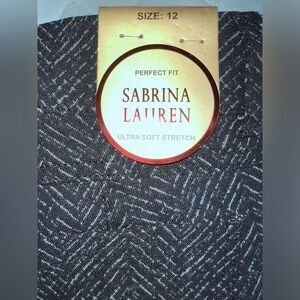 SIZE: 12
PERFECT FIT
SABRINA
LAUREN
ULTRA SOFT STRETCH